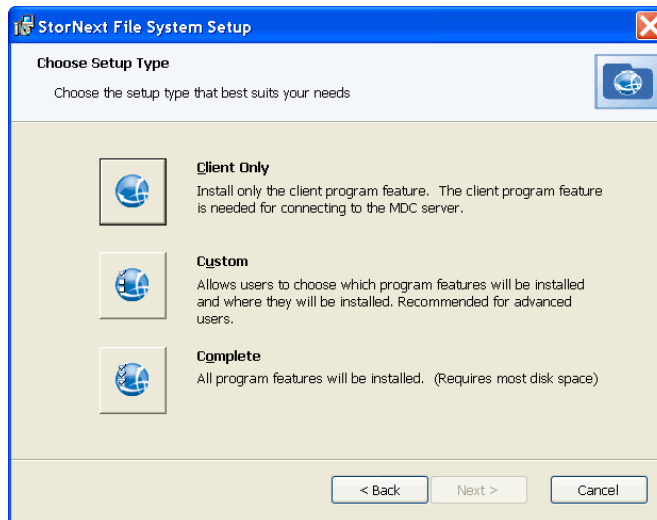 StorNext File System Setup
Choose Setup Type
Choose the setup type that best suits your needs
Client Only
Install only the client program feature. The client program feature
is needed for connecting to the MDC server.
Custom
Allows users to choose which program features will be installed
and where they will be installed. Recommended for advanced
users.
Complete
All program features will be installed. (Requires most disk space)
< Back
Next >
Cancel